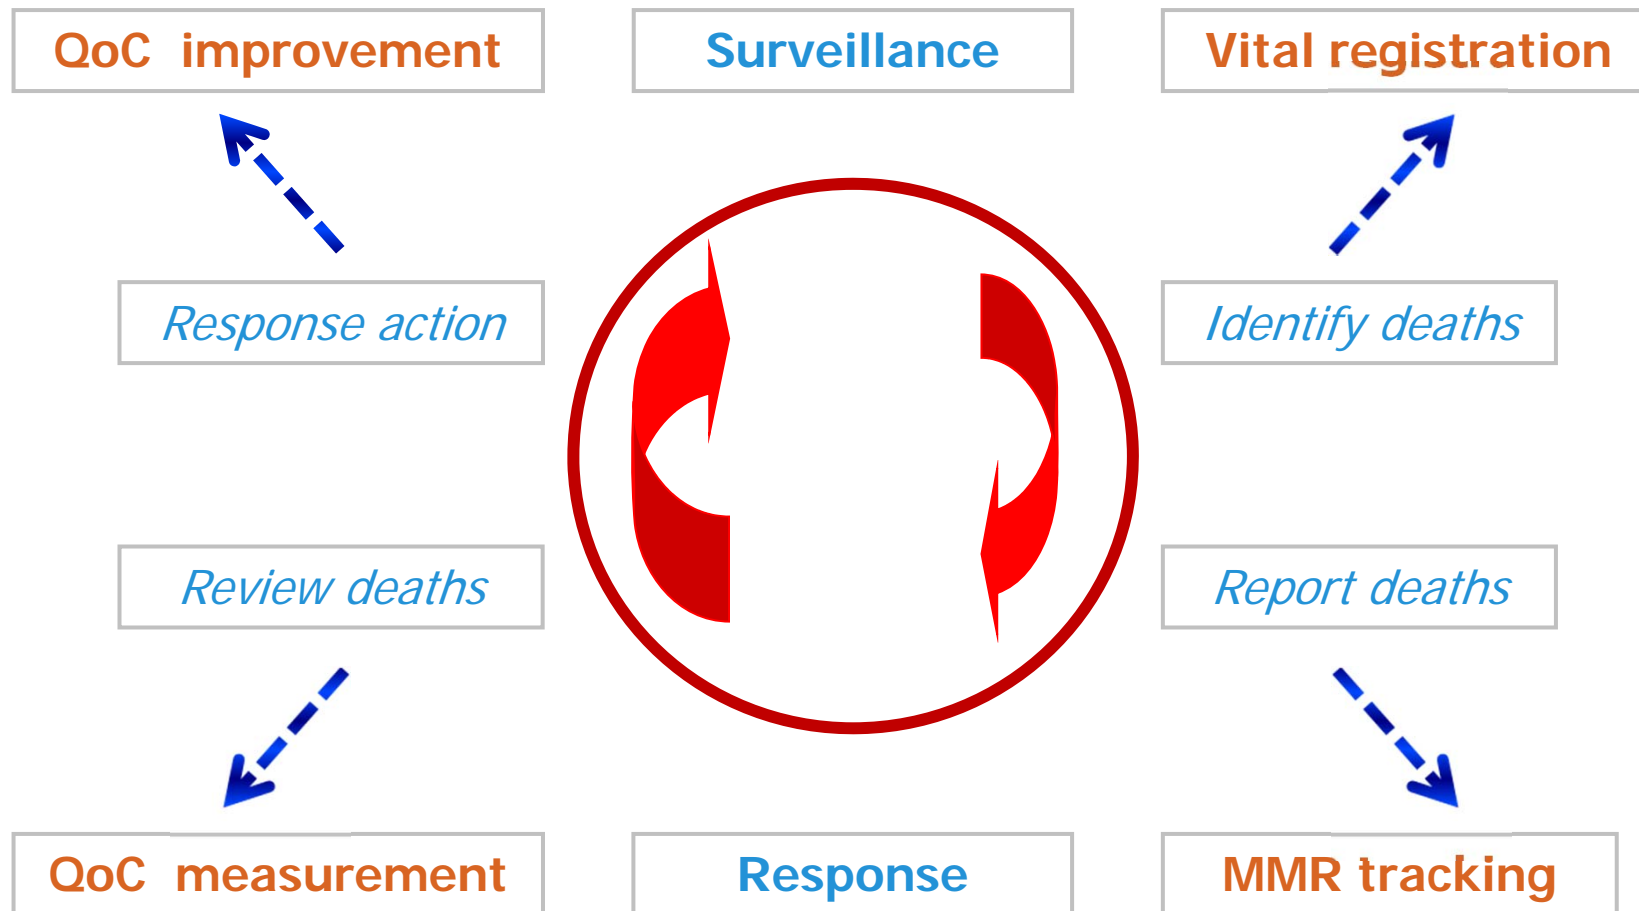 QoC improvement
Surveillance
Vital registration
Response action
Identify deaths
Review deaths
Report deaths
QoC measurement
Response
MMR tracking